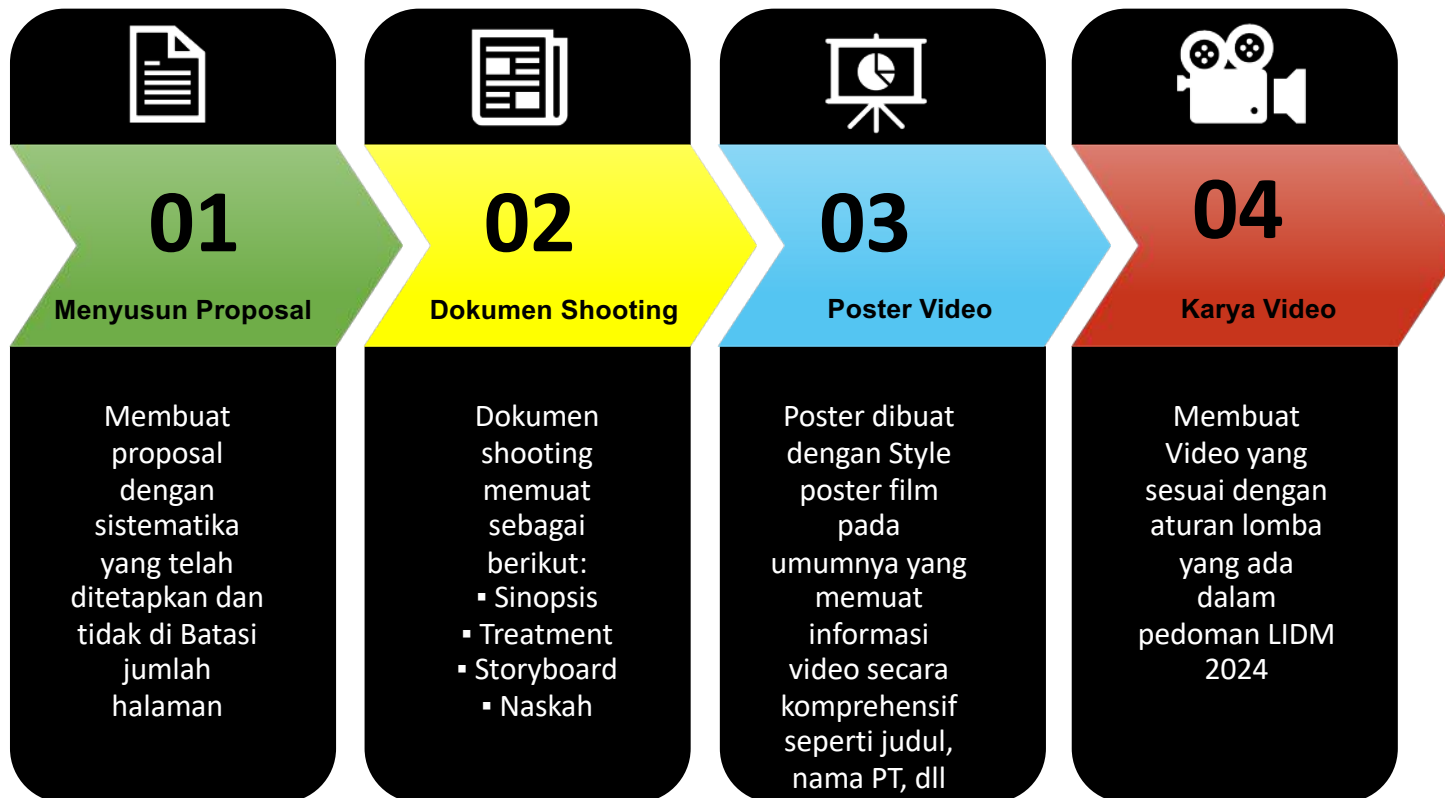 01
Menyusun Proposal
Membuat
proposal
dengan
sistematika
yang telah
ditetapkan dan
tidak di Batasi
jumlah
halaman
02
Dokumen Shooting
Dokumen
shooting
memuat
sebagai
berikut:
▪ Sinopsis
▪ Treatment
▪ Storyboard
▪ Naskah
03
Poster Video
Poster dibuat
dengan Style
poster film
pada
umumnya yang
memuat
informasi
video secara
komprehensif
seperti judul,
nama PT, dll
04
Karya Video
Membuat
Video yang
sesuai dengan
aturan lomba
yang ada
dalam
pedoman LIDM
2024